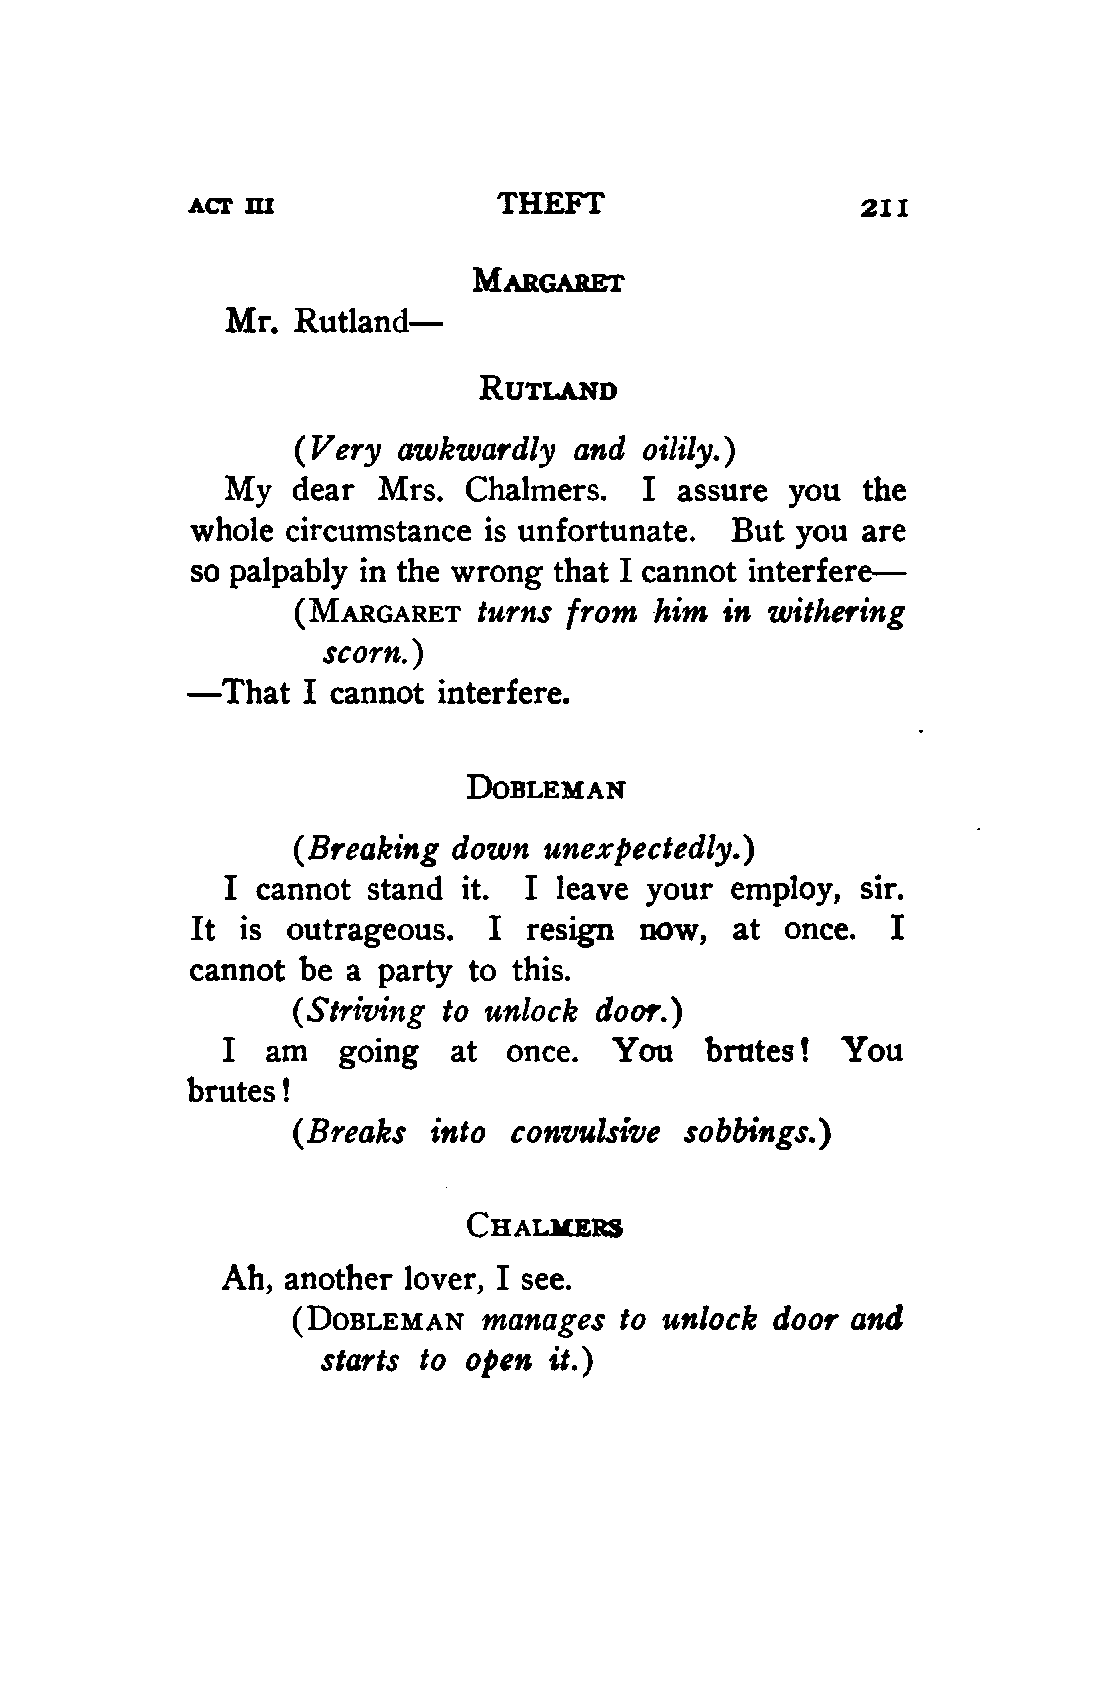 ACT III THEFT 211
MARGARET
Mr. Rutland—
RUTLAND
(Very awkwardly and oilily.)
My dear Mrs. Chalmers. I assure you the
whole circumstance is unfortunate. But you are
so palpably in the wrong that I cannot interfere—
(MARGARET turns from him in withering
scorn.)
—That I cannot interfere.
DOBLEMAN
(Breaking down unexpectedly.)
I cannot stand it. I leave your employ, sir.
It is outrageous. I resign now, at once. I
cannot be a party to this.
(Striving to unlock door.)
I am going at once. You brutes! You
brutes!
(Breaks into convulsive sobbings.)
CHALMERS
Ah, another lover, I see.
(DOBLEMAN manages to unlock door and
starts to open it.)